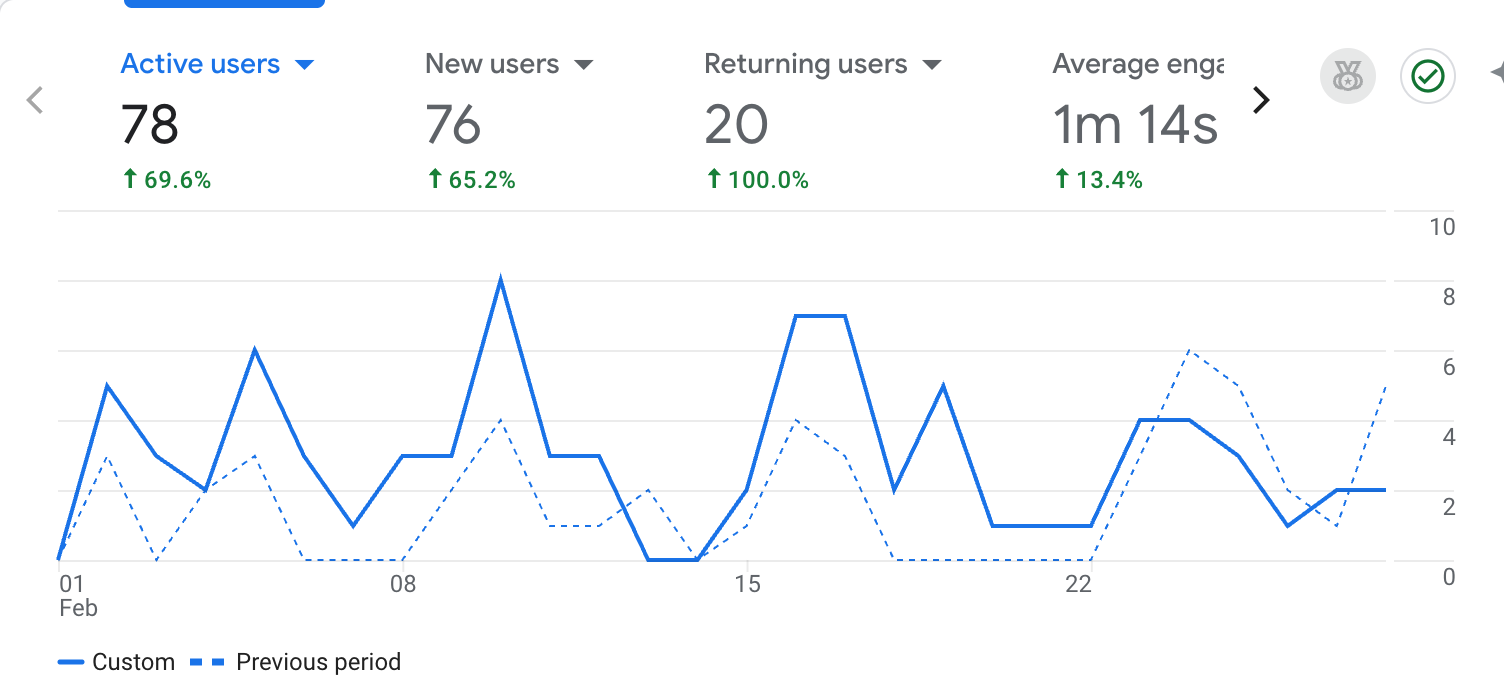 Active users New users Returning users Average enga
78 76 20 1m 14s
69.6% 65.2% 100.0% 13.4%
10
8
6
4
2
0
01 08 15 22
Feb
Custom Previous period